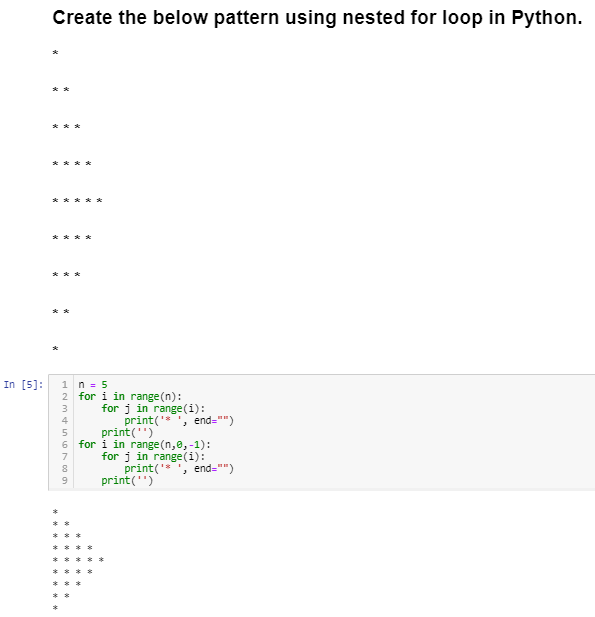 Create the below pattern using nested for loop in Python.
*
* *
* * *
* * * *
* * * * *
* * * *
* * *
* *
*
In [5]:
1 n = 5
2 for i in range(n):
3     for j in range(i):
4         print('* ', end="")
5     print('')
6 for i in range(n,0,-1):
7     for j in range(i):
8         print('* ', end="")
9     print('')
*
* *
* * *
* * * *
* * * * *
* * * *
* * *
* *
*